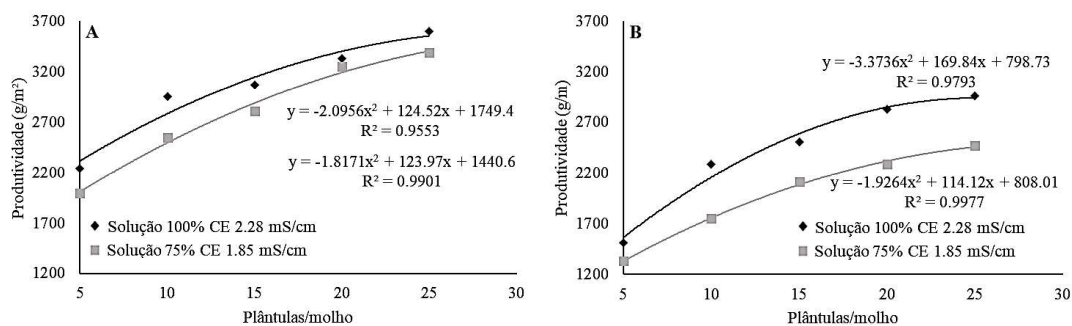 A
Produtividade (g/m²)
3700
3200
2700
2200
1700
1200
y = -2.0956x² + 124.52x + 1749.4
R² = 0.9553
y = -1.8171x² + 123.97x + 1440.6
R² = 0.9901
Solução 100% CE 2.28 mS/cm
Solução 75% CE 1.85 mS/cm
5 10 15 20 25 30
Plântulas/molho
B
Produtividade (g/m)
3700
3200
2700
2200
1700
1200
y = -3.3736x² + 169.84x + 798.73
R² = 0.9793
y = -1.9264x² + 114.12x + 808.01
R² = 0.9977
Solução 100% CE 2.28 mS/cm
Solução 75% CE 1.85 mS/cm
5 10 15 20 25 30
Plântulas/molho